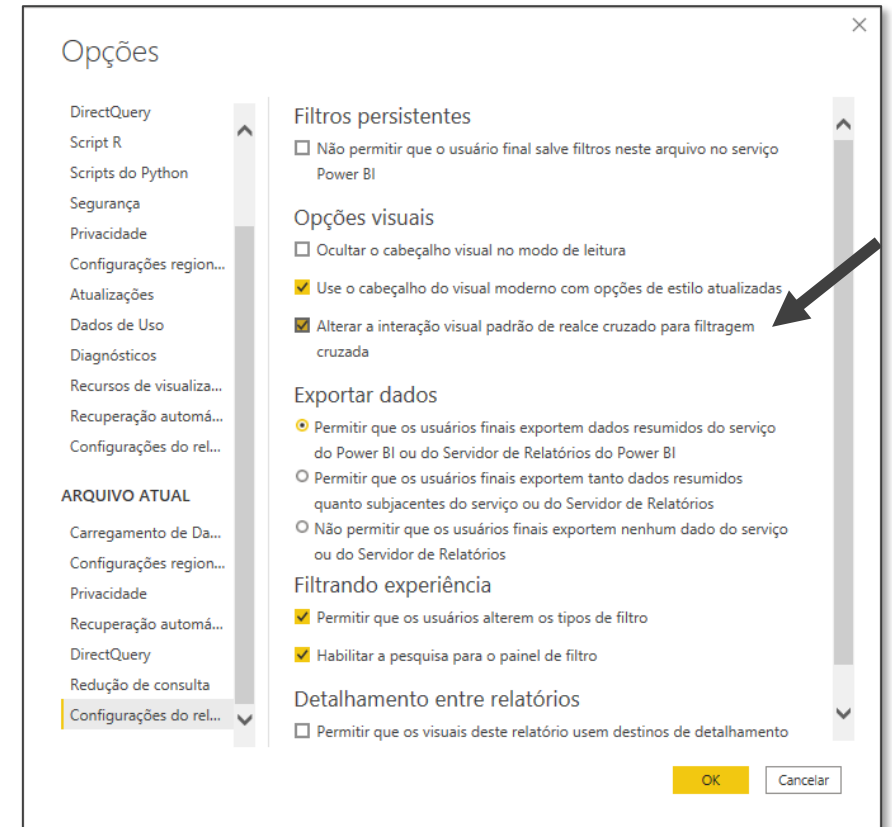 Opções
DirectQuery
Script R
Scripts do Python
Segurança
Privacidade
Configurações region...
Atualizações
Dados de Uso
Diagnósticos
Recursos de visualiza...
Recuperação automá...
Configurações do rel...
ARQUIVO ATUAL
Carregamento de Da...
Configurações region...
Privacidade
Recuperação automá...
DirectQuery
Redução de consulta
Configurações do rel...
Filtros persistentes
Não permitir que o usuário final salve filtros neste arquivo no serviço
Power BI
Opções visuais
Ocultar o cabeçalho visual no modo de leitura
Use o cabeçalho do visual moderno com opções de estilo atualizadas
Alterar a interação visual padrão de realce cruzado para filtragem
cruzada
Exportar dados
Permitir que os usuários finais exportem dados resumidos do serviço
do Power BI ou do Servidor de Relatórios do Power BI
Permitir que os usuários finais exportem tanto dados resumidos
quanto subjacentes do serviço ou do Servidor de Relatórios
Não permitir que os usuários finais exportem nenhum dado do serviço
ou do Servidor de Relatórios
Filtrando experiência
Permitir que os usuários alterem os tipos de filtro
Habilitar a pesquisa para o painel de filtro
Detalhamento entre relatórios
Permitir que os visuais deste relatório usem destinos de detalhamento
OK
Cancelar